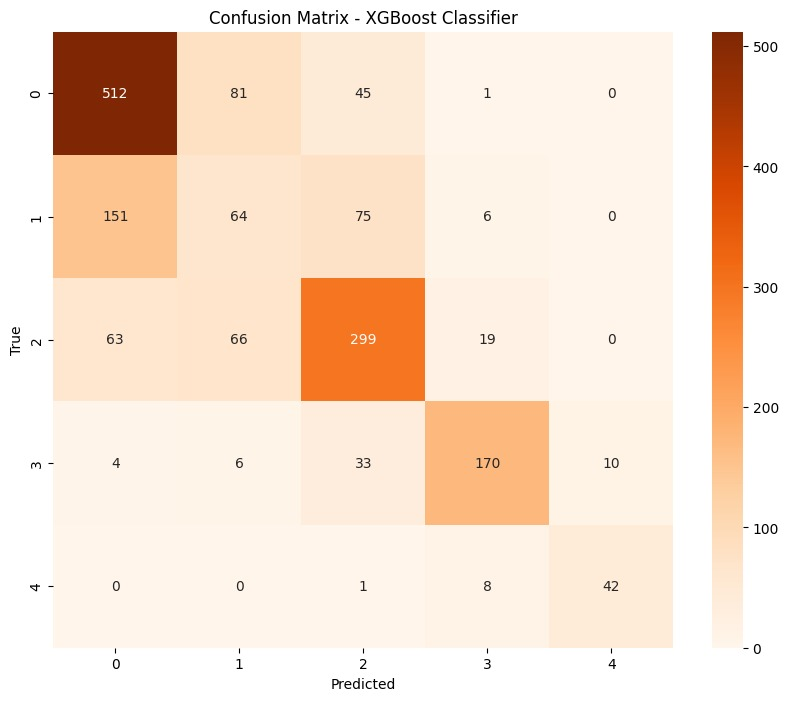 Confusion Matrix - XGBoost Classifier
0 512 81 45 1 0
1 151 64 75 6 0
2 63 66 299 19 0
3 4 6 33 170 10
4 0 0 1 8 42
0 1 2 3 4
Predicted
True
500
400
300
200
100
0